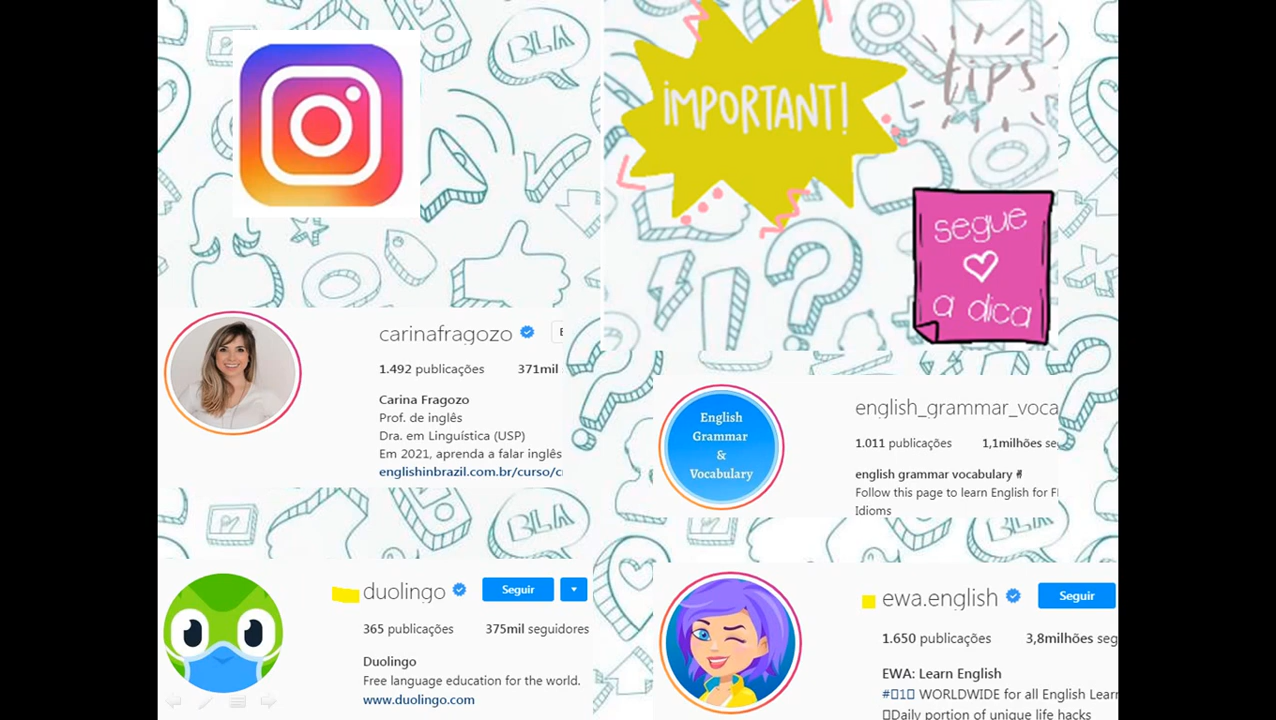 BLA
¡MPORTANT!
tips
segue
a dica
carinafragozo
1.492 publicações 371mil
Carina Fragozo
Prof. de inglês
Dra. em Linguística (USP)
Em 2021, aprenda a falar inglês
englishinbrazil.com.br/curso/c
English
Grammar
&
Vocabulary
english_grammar_voca
1.011 publicações 1,1milhões se
english grammar vocabulary
Follow this page to learn English for F
Idioms
BLA
BLA
duolingo Seguir
365 publicações 375mil seguidores
Duolingo
Free language education for the world.
www.duolingo.com
ewa.english Seguir
1.650 publicações 3,8milhões seg
EWA: Learn English
#1 WORLDWIDE for all English Learn
Daily portion of unique life hacks